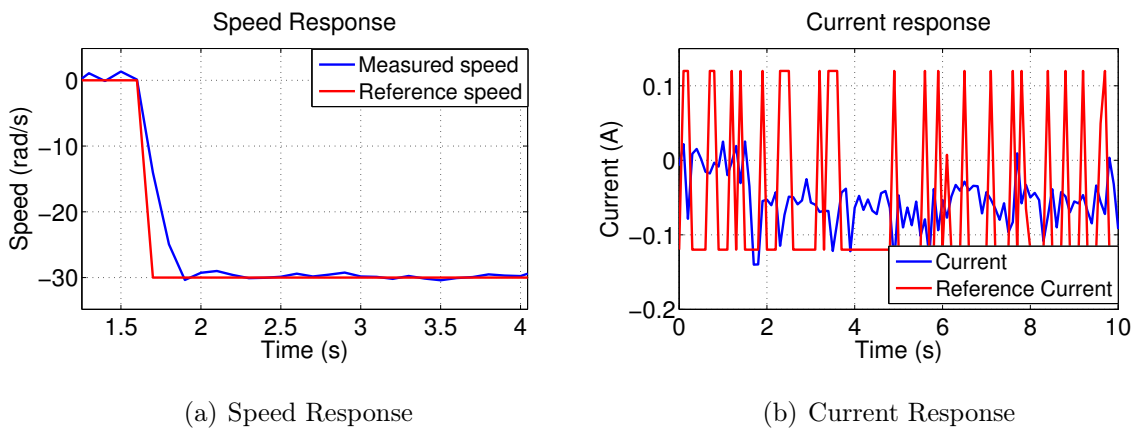 Speed Response
Measured speed
Reference speed
0
−10
−20
−30
Speed (rad/s)
1.5
2
2.5
3
3.5
4
Time (s)
(a) Speed Response
Current response
0.1
0
−0.1
−0.2
Current (A)
Current
Reference Current
0
2
4
6
8
10
Time (s)
(b) Current Response